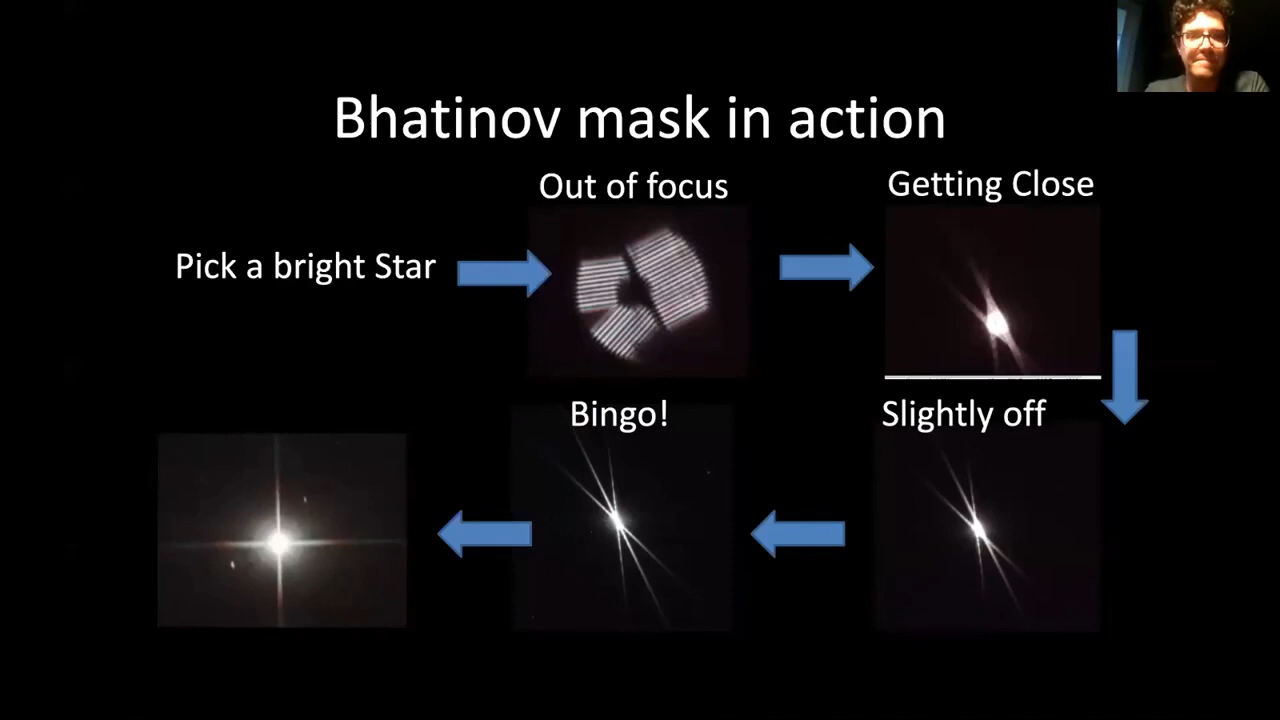 Bhatinov mask in action
Out of focus
Getting Close
Pick a bright Star
Bingo!
Slightly off